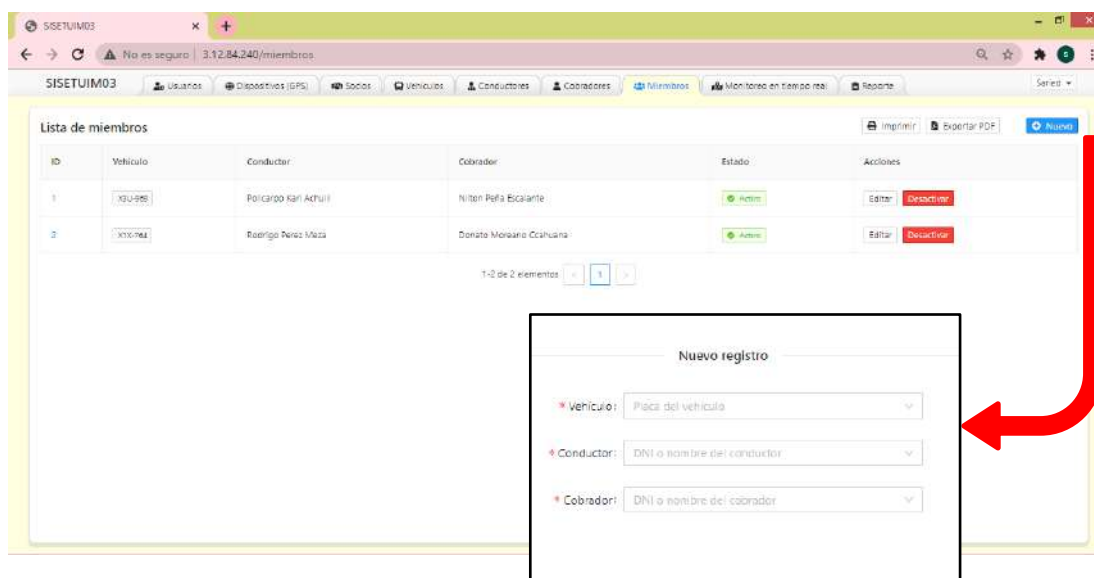 SISETUIM03
No es seguro | 3.12.84.240/miembros
SISETUIM03 Usuarios Dispositivos (GPS) Socios Vehículos Conductores Cobradores Miembros Monitoreo en tiempo real Reporte
Lista de miembros Imprimir Exportar PDF Nuevo
ID Vehículo Conductor Cobrador Estado Acciones
1 Policarpo Kari Achulli Nilton Peña Escalante Activo Editar Desactivar
2 X1X-764 Rodrigo Perez Meza Donato Moreano Ccahuana Activo Editar Desactivar
1-2 de 2 elementos < 1 >
Nuevo registro
* Vehículo: Placa del vehículo
* Conductor: DNI o nombre del conductor
* Cobrador: DNI o nombre del cobrador